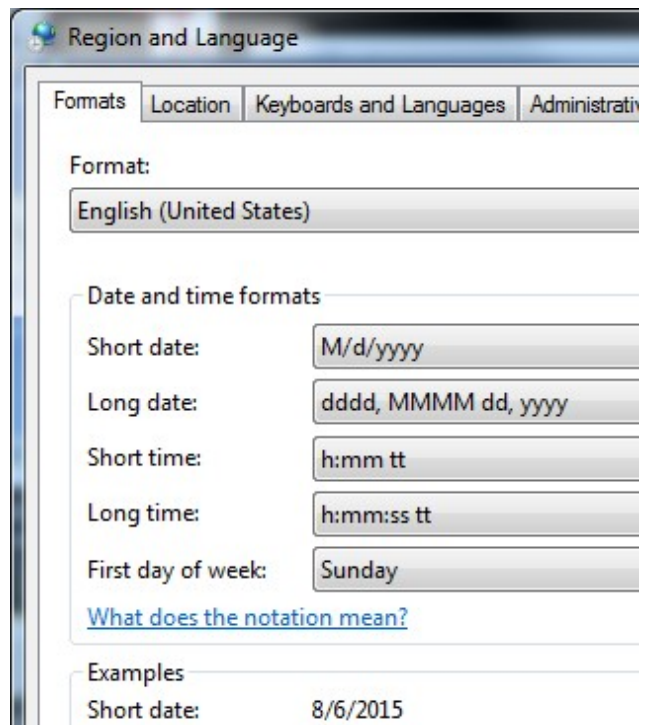 Region and Language
Formats Location Keyboards and Languages Administrativ
Format:
English (United States)
Date and time formats
Short date: M/d/yyyy
Long date: dddd, MMMM dd, yyyy
Short time: h:mm tt
Long time: h:mm:ss tt
First day of week: Sunday
What does the notation mean?
Examples
Short date: 8/6/2015